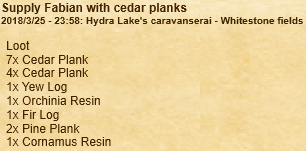 Supply Fabian with cedar planks
2018/3/25 - 23:58: Hydra Lake's caravanserai - Whitestone fields
Loot
7x Cedar Plank
4x Cedar Plank
1x Yew Log
1x Orchinia Resin
1x Fir Log
2x Pine Plank
1x Cornamus Resin